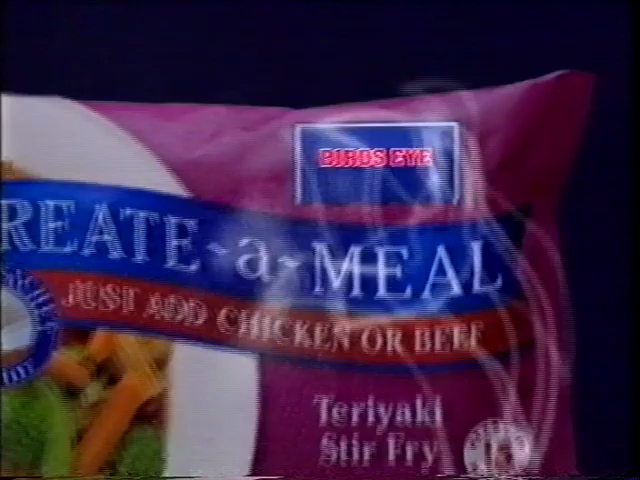 BIRDS EYE
REATE-a-MEAL
JUST ADD CHICKEN OR BEEF
Teriyaki
Stir Fry